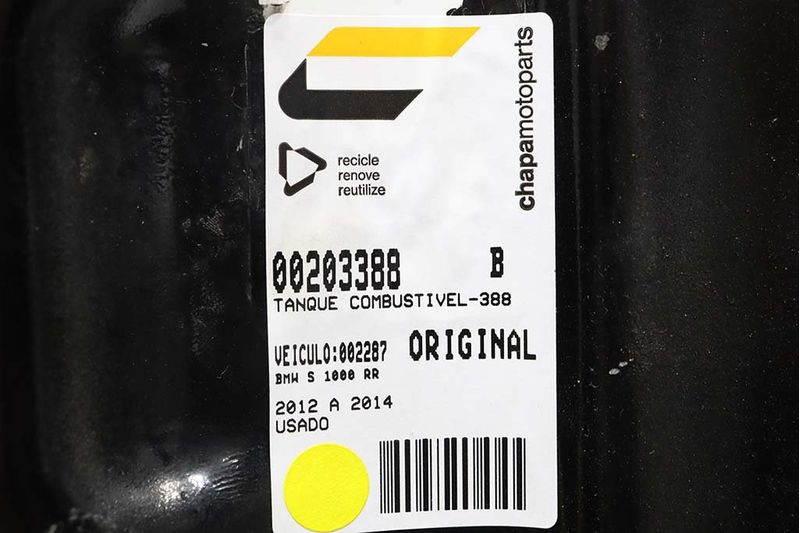 chapamotoparts
recicle
renove
reutilize
00203388 B
TANQUE COMBUSTIVEL-388
VEICULO:002287 ORIGINAL
BMW S 1000 RR
2012 A 2014
USADO